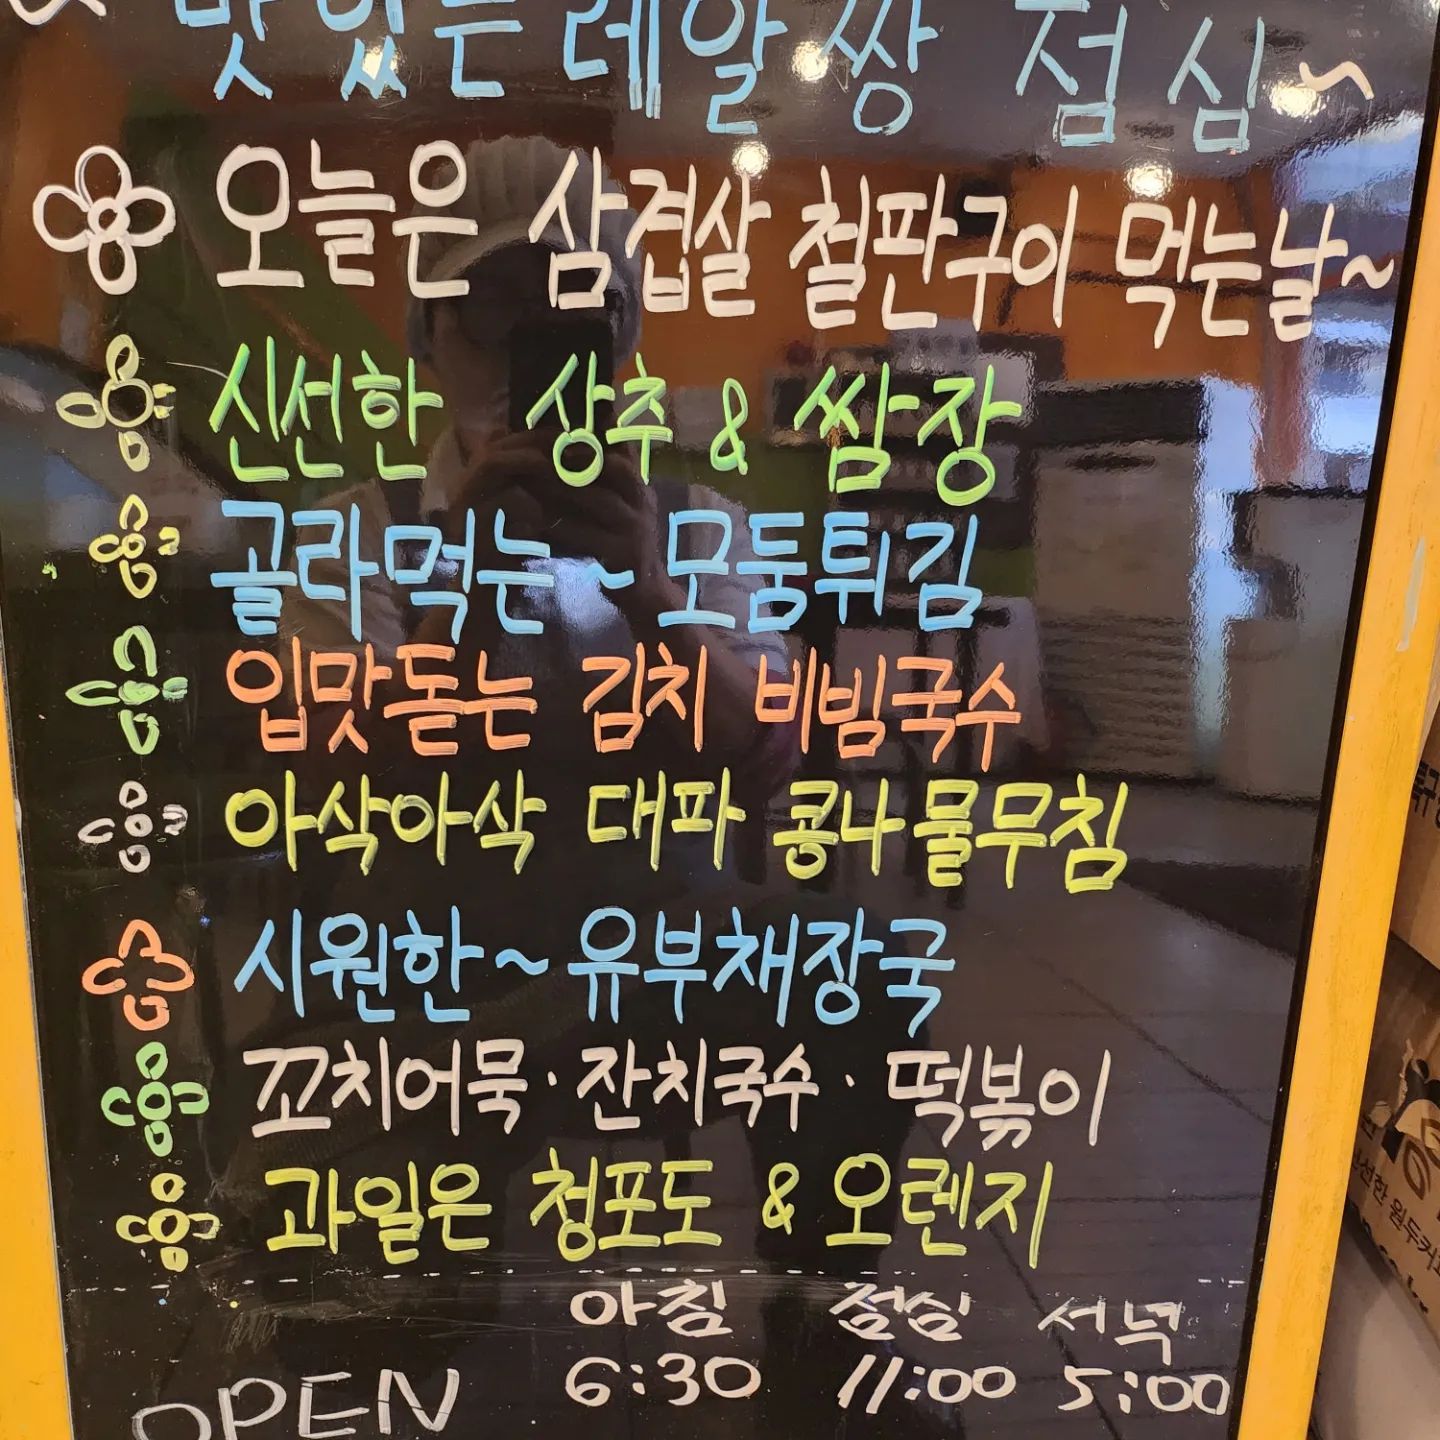 맛있는 레알 쌍 점심~
오늘은 삼겹살 철판구이 먹는날~
신선한 상추 & 쌈장
골라먹는~ 모둠튀김
입맛돋는 김치 비빔국수
아삭아삭 대파 콩나물무침
시원한~ 유부채장국
꼬치어묵·잔치국수·떡볶이
과일은 청포도 & 오렌지
아침 점심 저녁
OPEN 6:30 11:00 5:00